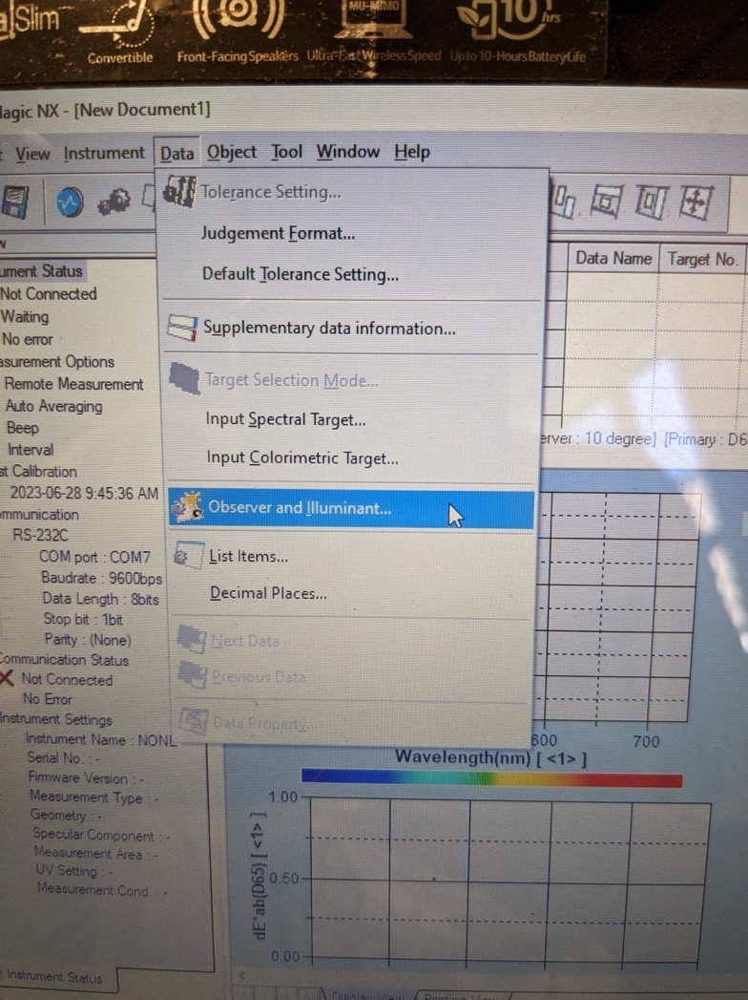 Slim
MU-MIMO
10 hrs
Convertible
Front-Facing Speakers
Ultra-Fast Wireless Speed
Up to 10-Hours Battery Life
agic NX - [New Document1]
View Instrument Data Object Tool Window Help
Tolerance Setting...
Judgement Format...
Default Tolerance Setting...
Supplementary data information...
Target Selection Mode...
Input Spectral Target...
Input Colorimetric Target...
Observer and Illuminant...
List Items...
Decimal Places...
Next Data
Previous Data
Data Property...
Data Name Target No.
erver : 10 degree] [Primary : D6
ument Status
Not Connected
Waiting
No error
asurement Options
Remote Measurement
Auto Averaging
Beep
Interval
st Calibration
2023-06-28 9:45:36 AM
mmunication
RS-232C
COM port : COM7
Baudrate : 9600bps
Data Length : 8bits
Stop bit : 1bit
Parity : (None)
Communication Status
Not Connected
No Error
Instrument Settings
Instrument Name : NONE
Serial No. : -
Firmware Version : -
Measurement Type : -
Geometry : -
Specular Component : -
Measurement Area : -
UV Setting : -
Measurement Cond. : -
Instrument Status
600 700
Wavelength(nm) [ <1> ]
1.00
0.50
0.00
dE*ab(D65) [ <1> ]